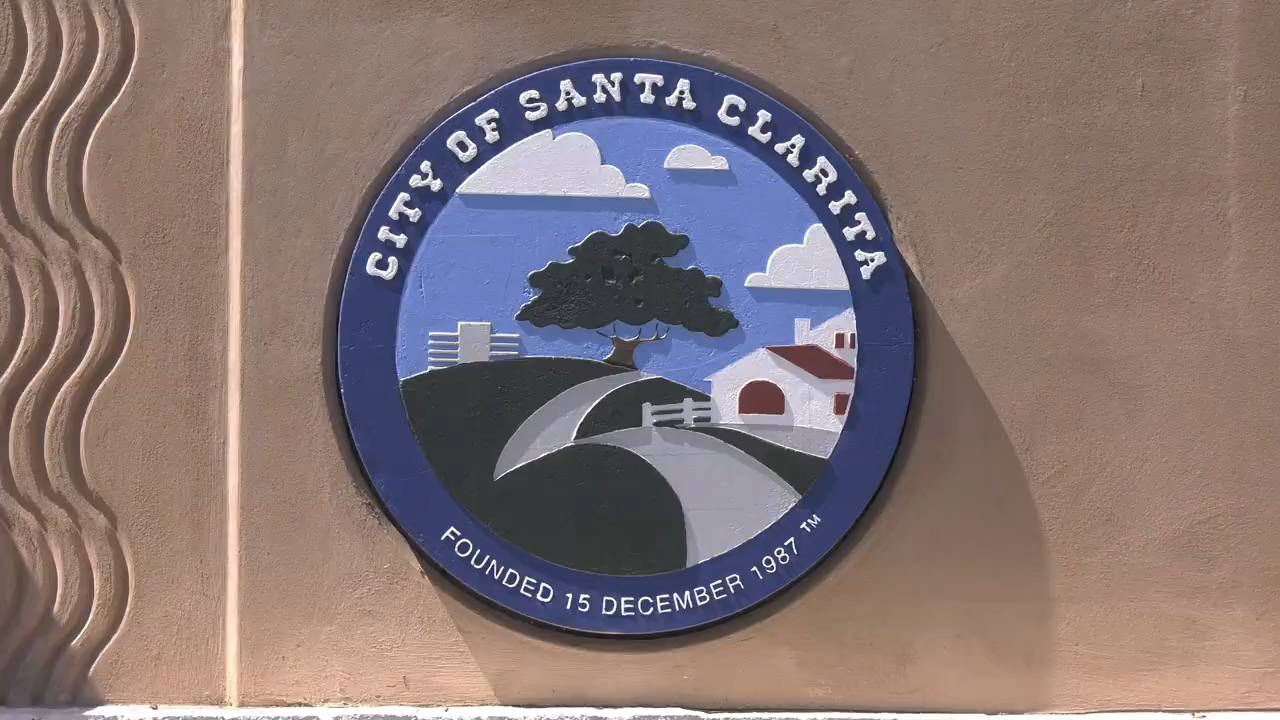 CITY OF SANTA CLARITA
FOUNDED 15 DECEMBER 1987 ™